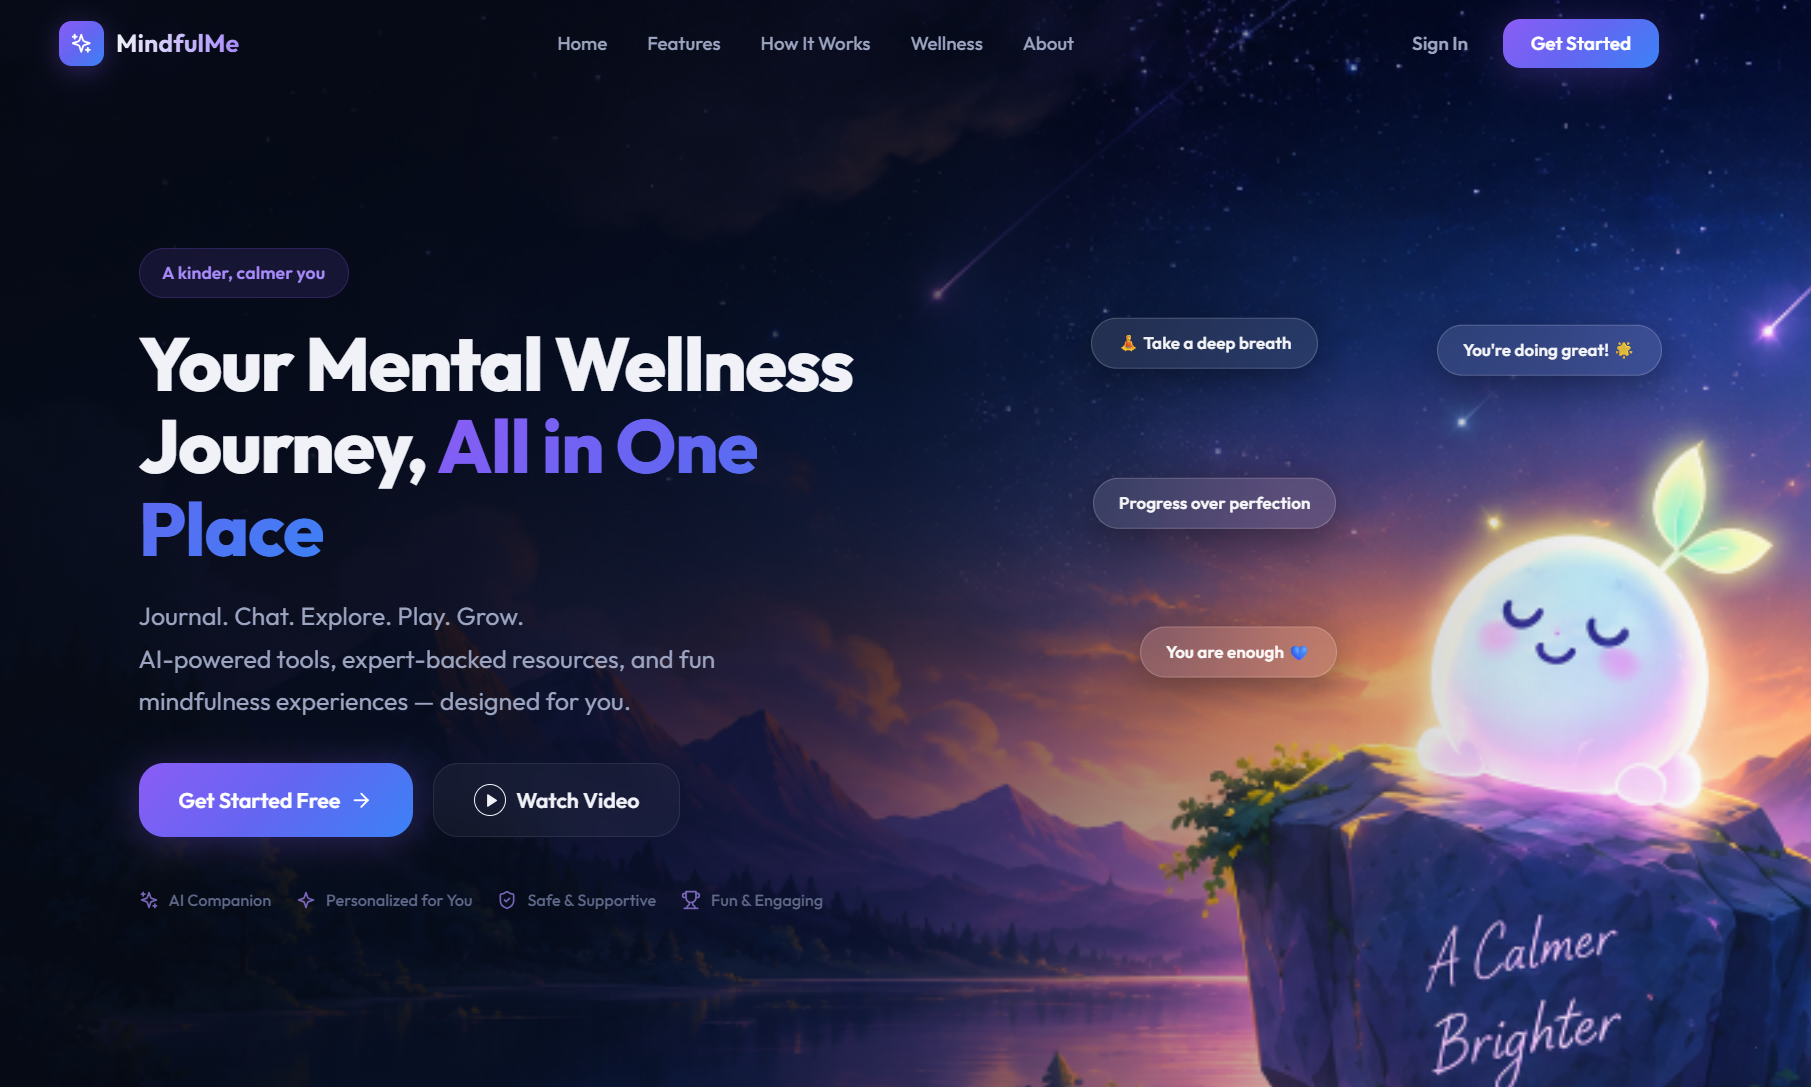 MindfulMe
Home Features How It Works Wellness About
Sign In Get Started
A kinder, calmer you
Your Mental Wellness
Journey, All in One
Place
Journal. Chat. Explore. Play. Grow.
AI-powered tools, expert-backed resources, and fun
mindfulness experiences — designed for you.
Get Started Free → Watch Video
AI Companion Personalized for You Safe & Supportive Fun & Engaging
🧘 Take a deep breath
You're doing great! 🌟
Progress over perfection
You are enough 💙
A Calmer
Brighter